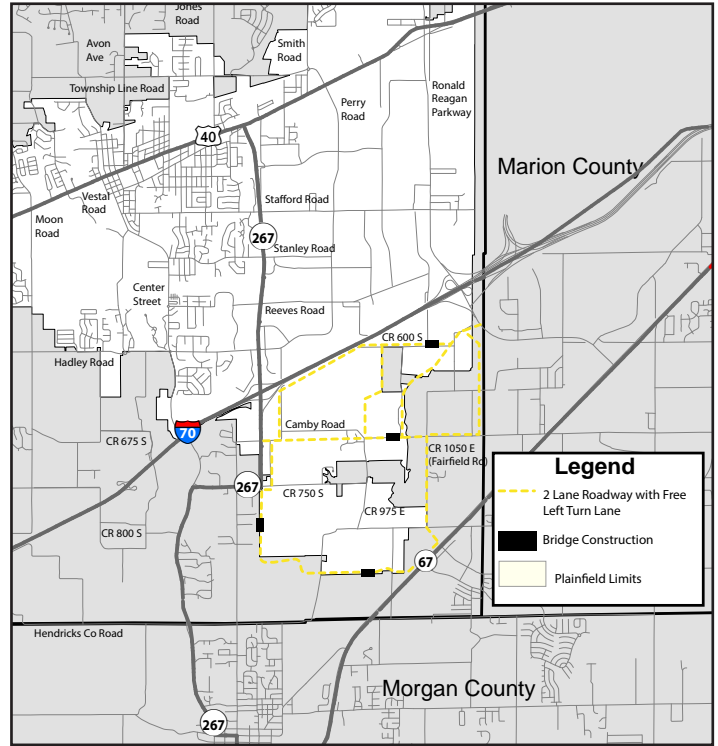 Jones
Road
Avon
Ave
Smith
Road
Township Line Road
Perry
Road
Ronald
Reagan
Parkway
40
Marion County
Vestal
Road
Moon
Road
Stafford Road
267
Stanley Road
Center
Street
Reeves Road
CR 600 S
Hadley Road
Camby Road
70
CR 675 S
CR 1050 E
(Fairfield Rd)
267
CR 750 S
CR 975 E
CR 800 S
67
Legend
2 Lane Roadway with Free
Left Turn Lane
Bridge Construction
Plainfield Limits
Hendricks Co Road
Morgan County
267